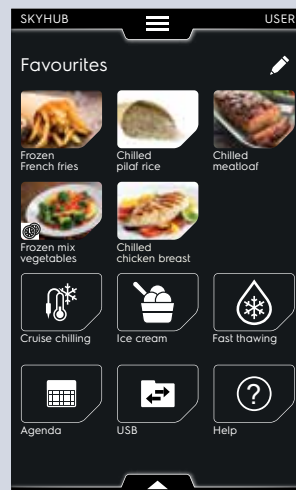 SKYHUB USER
Favourites
Frozen
French fries
Chilled
pilaf rice
Chilled
meatloaf
Frozen mix
vegetables
Chilled
chicken breast
Cruise chilling
Ice cream
Fast thawing
Agenda
USB
Help